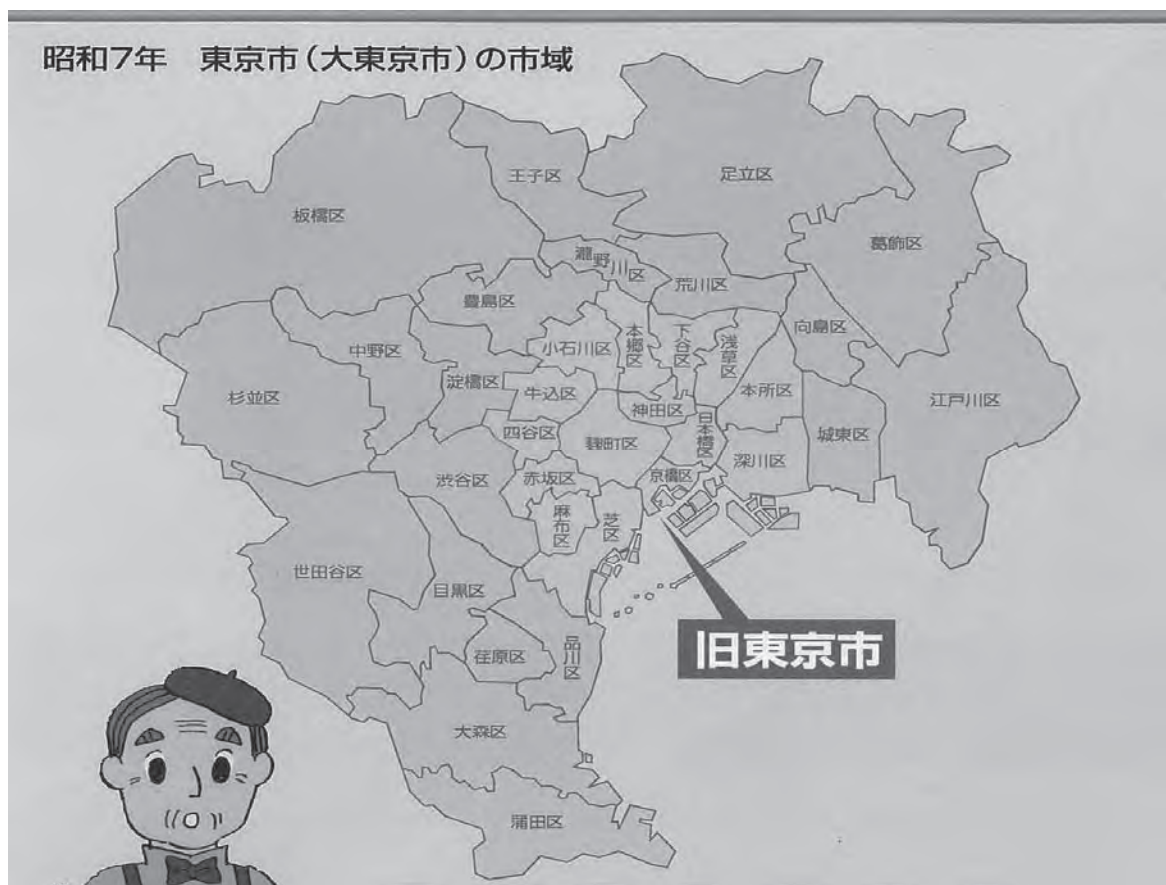 昭和7年 東京市(大東京市)の市域
足立区
王子区
板橋区
葛飾区
瀧野川区
荒川区
豊島区
向島区
本郷区
下谷区
浅草区
小石川区
中野区
淀橋区
牛込区
本所区
杉並区
神田区
江戸川区
日本橋区
四谷区
麹町区
城東区
深川区
京橋区
渋谷区
赤坂区
麻布区
芝区
世田谷区
目黒区
旧東京市
品川区
荏原区
大森区
蒲田区